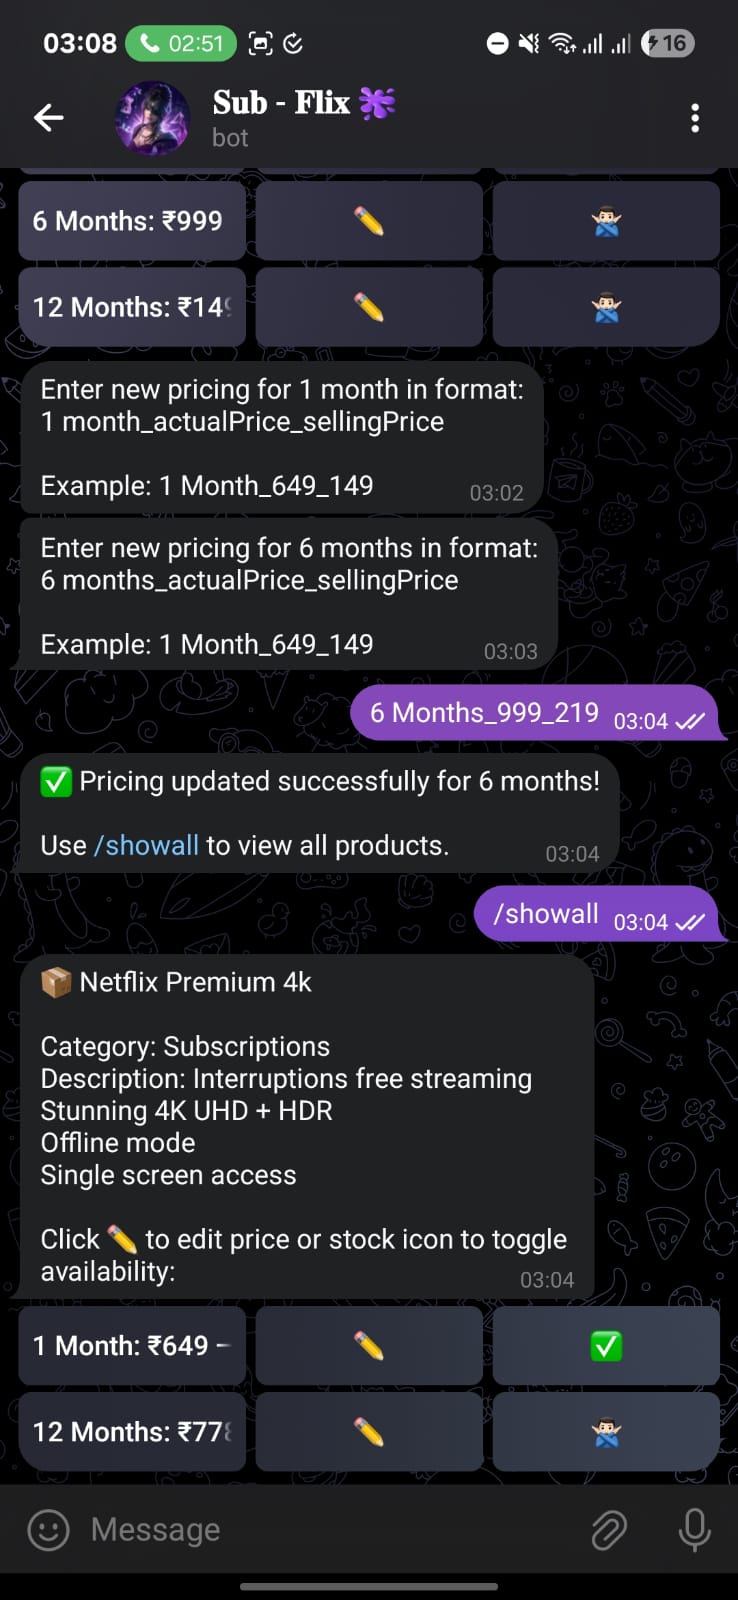 03:08 02:51 16
Sub - Flix
bot
6 Months: ₹999
12 Months: ₹149
Enter new pricing for 1 month in format:
1 month_actualPrice_sellingPrice
Example: 1 Month_649_149
03:02
Enter new pricing for 6 months in format:
6 months_actualPrice_sellingPrice
Example: 1 Month_649_149
03:03
6 Months_999_219 03:04
✅ Pricing updated successfully for 6 months!
Use /showall to view all products.
03:04
/showall 03:04
📦 Netflix Premium 4k
Category: Subscriptions
Description: Interruptions free streaming
Stunning 4K UHD + HDR
Offline mode
Single screen access
Click ✏️ to edit price or stock icon to toggle
availability:
03:04
1 Month: ₹649 –
12 Months: ₹778
Message